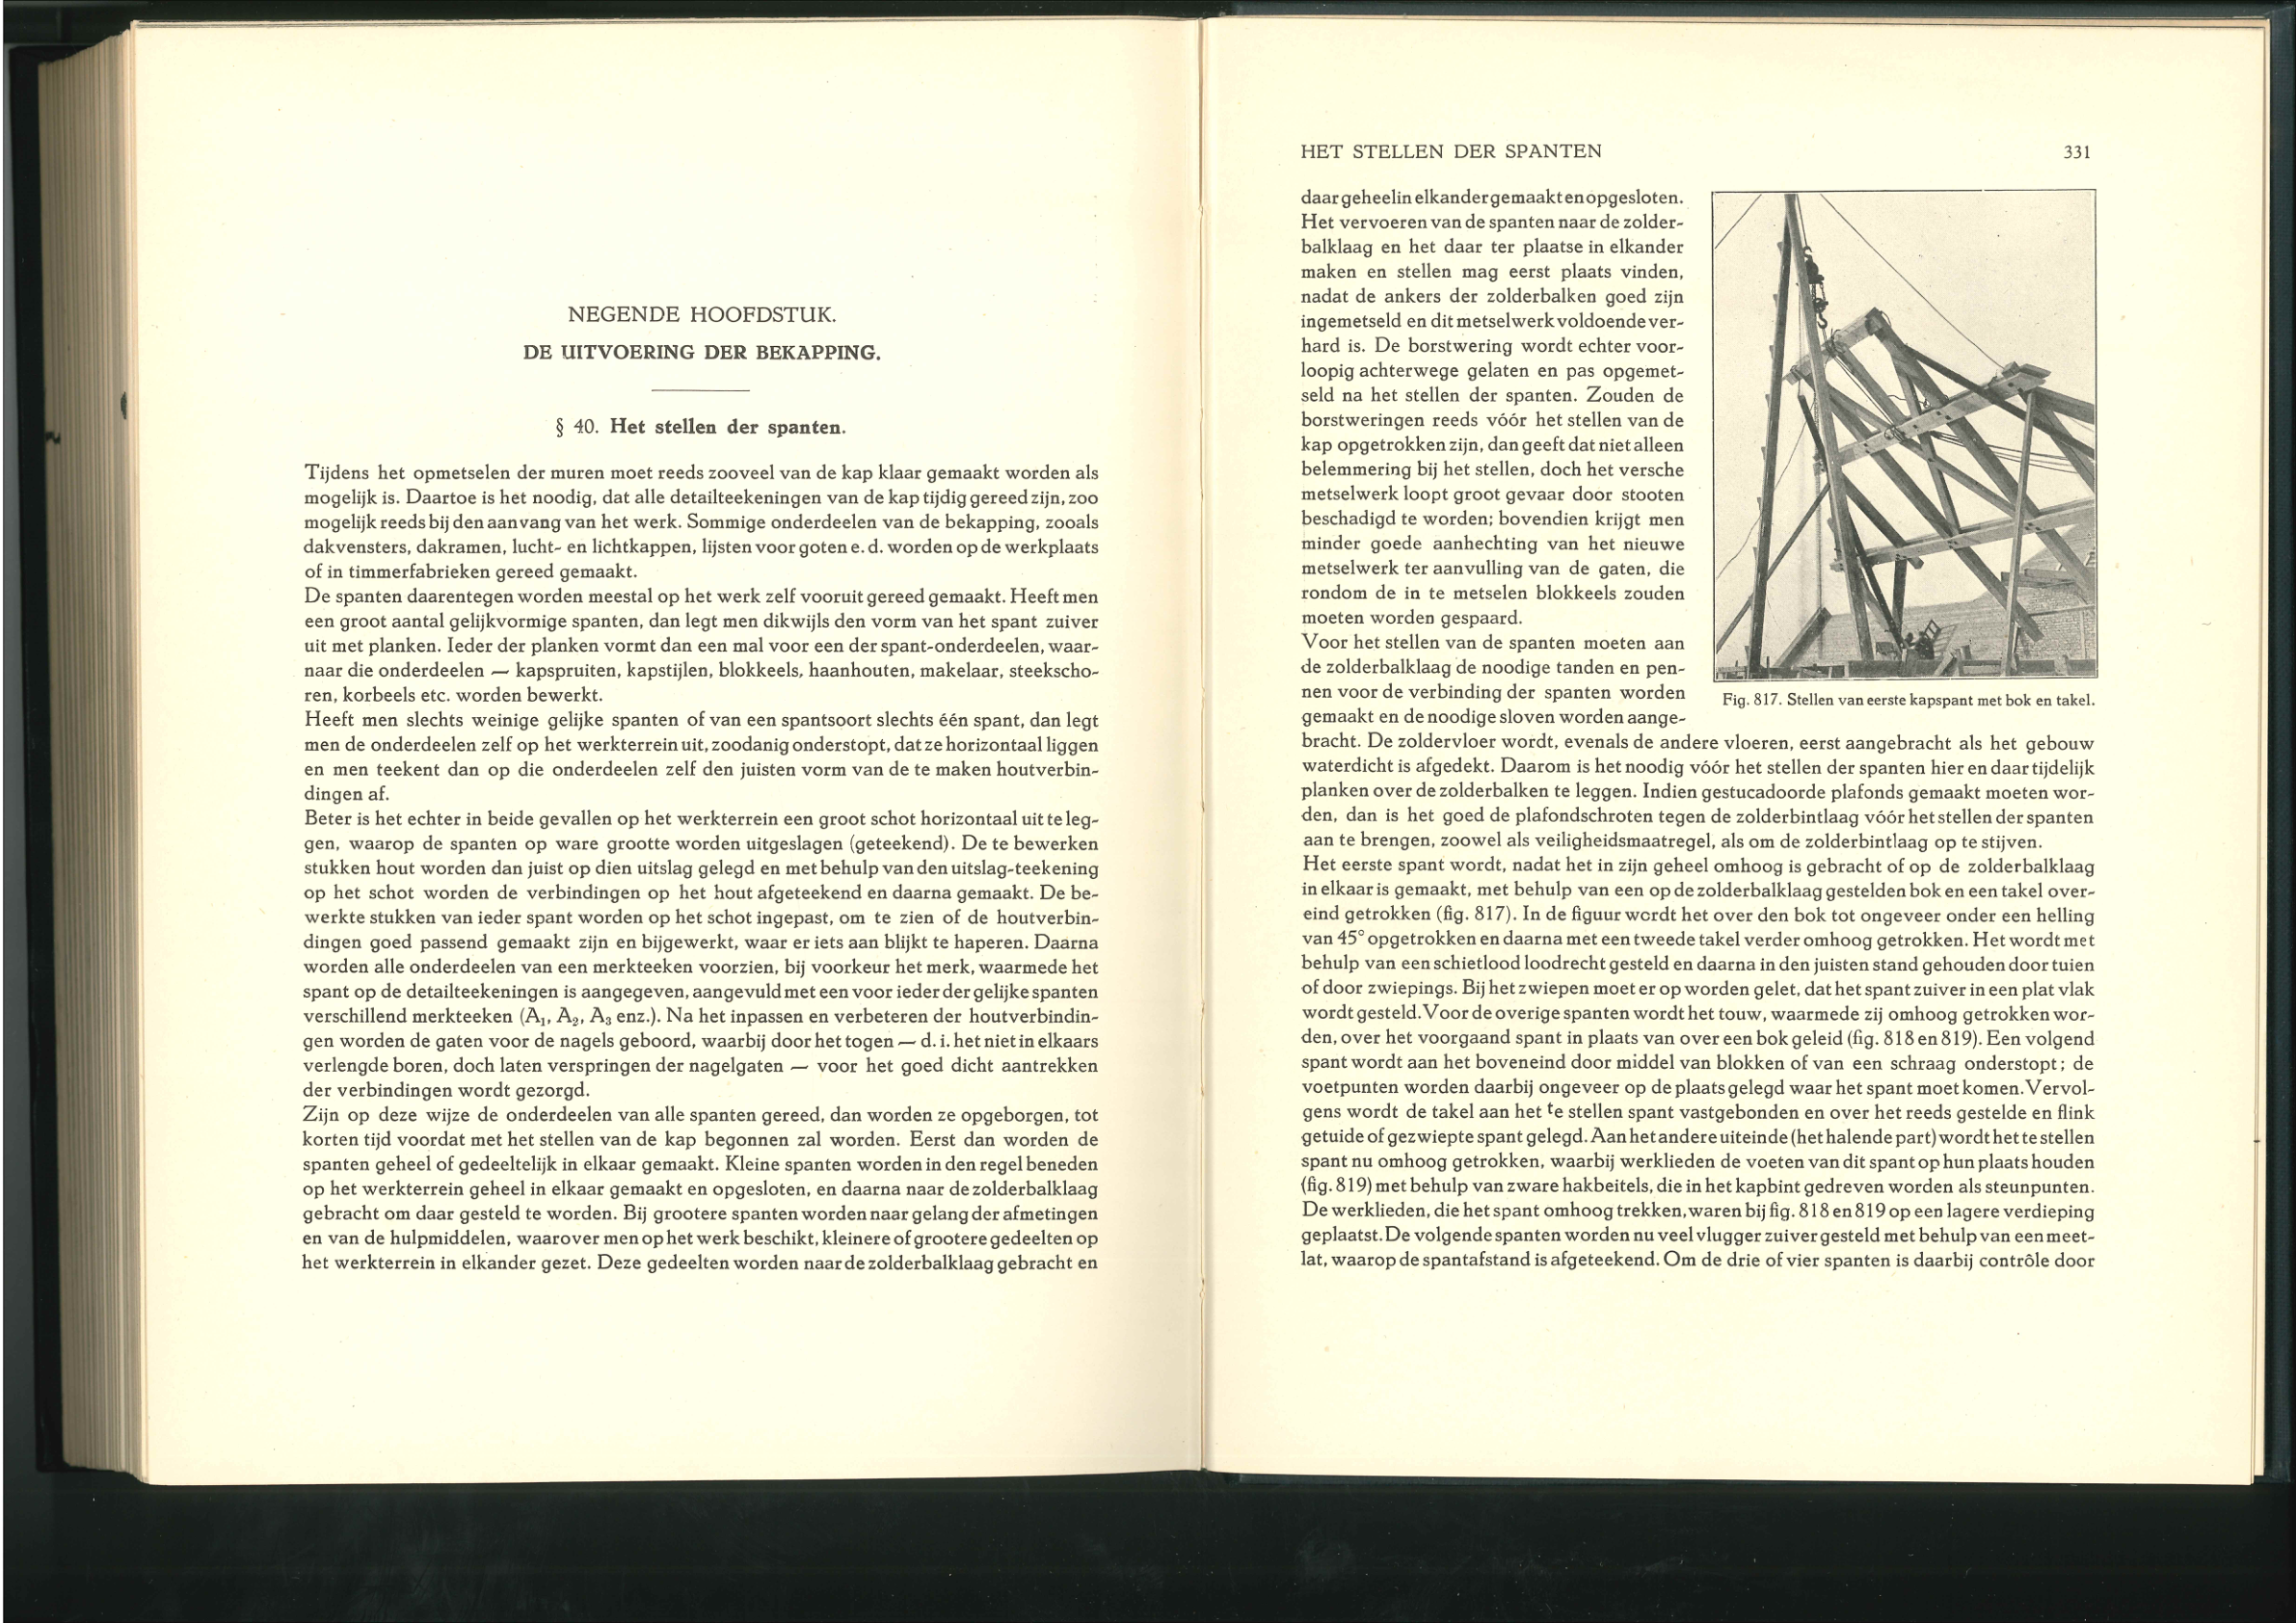 NEGENDE HOOFDSTUK.
DE UITVOERING DER BEKAPPING.
§ 40. Het stellen der spanten.
Tijdens het opmetselen der muren moet reeds zooveel van de kap klaar gemaakt worden als
mogelijk is. Daartoe is het noodig, dat alle detailteekeningen van de kap tijdig gereed zijn, zoo
mogelijk reeds bij den aanvang van het werk. Sommige onderdeelen van de bekapping, zooals
dakvensters, dakramen, lucht- en lichtkappen, lijsten voor goten e. d. worden op de werkplaats
of in timmerfabrieken gereed gemaakt.
De spanten daarentegen worden meestal op het werk zelf vooruit gereed gemaakt. Heeft men
een groot aantal gelijkvormige spanten, dan legt men dikwijls den vorm van het spant zuiver
uit met planken. Ieder der planken vormt dan een mal voor een der spant-onderdeelen, waar-
naar die onderdeelen — kapspruiten, kapstijlen, blokkeels, haanhouten, makelaar, steekscho-
ren, korbeels etc. worden bewerkt.
Heeft men slechts weinige gelijke spanten of van een spantsoort slechts één spant, dan legt
men de onderdeelen zelf op het werkterrein uit, zoodanig onderstopt, dat ze horizontaal liggen
en men teekent dan op die onderdeelen zelf den juisten vorm van de te maken houtverbin-
dingen af.
Beter is het echter in beide gevallen op het werkterrein een groot schot horizontaal uit te leg-
gen, waarop de spanten op ware grootte worden uitgeslagen (geteekend). De te bewerken
stukken hout worden dan juist op dien uitslag gelegd en met behulp van den uitslag-teekening
op het schot worden de verbindingen op het hout afgeteekend en daarna gemaakt. De be-
werkte stukken van ieder spant worden op het schot ingepast, om te zien of de houtverbin-
dingen goed passend gemaakt zijn en bijgewerkt, waar er iets aan blijkt te haperen. Daarna
worden alle onderdeelen van een merkteeken voorzien, bij voorkeur het merk, waarmede het
spant op de detailteekeningen is aangegeven, aangevuld met een voor ieder der gelijke spanten
verschillend merkteeken (A₁, A₂, A₃ enz.). Na het inpassen en verbeteren der houtverbindin-
gen worden de gaten voor de nagels geboord, waarbij door het togen — d. i. het niet in elkaars
verlengde boren, doch laten verspringen der nagelgaten — voor het goed dicht aantrekken
der verbindingen wordt gezorgd.
Zijn op deze wijze de onderdeelen van alle spanten gereed, dan worden ze opgeborgen, tot
korten tijd voordat met het stellen van de kap begonnen zal worden. Eerst dan worden de
spanten geheel of gedeeltelijk in elkaar gemaakt. Kleine spanten worden in den regel beneden
op het werkterrein geheel in elkaar gemaakt en opgesloten, en daarna naar de zolderbalklaag
gebracht om daar gesteld te worden. Bij grootere spanten worden naar gelang der afmetingen
en van de hulpmiddelen, waarover men op het werk beschikt, kleinere of grootere gedeelten op
het werkterrein in elkander gezet. Deze gedeelten worden naar de zolderbalklaag gebracht en
HET STELLEN DER SPANTEN 331
daar geheel in elkander gemaakt en opgesloten.
Het vervoeren van de spanten naar de zolder-
balklaag en het daar ter plaatse in elkander
maken en stellen mag eerst plaats vinden,
nadat de ankers der zolderbalken goed zijn
ingemetseld en dit metselwerk voldoende ver-
hard is. De borstwering wordt echter voor-
loopig achterwege gelaten en pas opgemet-
seld na het stellen der spanten. Zouden de
borstweringen reeds vóór het stellen van de
kap opgetrokken zijn, dan geeft dat niet alleen
belemmering bij het stellen, doch het versche
metselwerk loopt groot gevaar door stooten
beschadigd te worden; bovendien krijgt men
minder goede aanhechting van het nieuwe
metselwerk ter aanvulling van de gaten, die
rondom de in te metselen blokkeels zouden
moeten worden gespaard.
Voor het stellen van de spanten moeten aan
de zolderbalklaag de noodige tanden en pen-
nen voor de verbinding der spanten worden
gemaakt en de noodige sloven worden aange-
Fig. 817. Stellen van eerste kapspant met bok en takel.
bracht. De zoldervloer wordt, evenals de andere vloeren, eerst aangebracht als het gebouw
waterdicht is afgedekt. Daarom is het noodig vóór het stellen der spanten hier en daar tijdelijk
planken over de zolderbalken te leggen. Indien gestucadoorde plafonds gemaakt moeten wor-
den, dan is het goed de plafondschroten tegen de zolderbintlaag vóór het stellen der spanten
aan te brengen, zoowel als veiligheidsmaatregel, als om de zolderbintlaag op te stijven.
Het eerste spant wordt, nadat het in zijn geheel omhoog is gebracht of op de zolderbalklaag
in elkaar is gemaakt, met behulp van een op de zolderbalklaag gestelden bok en een takel over-
eind getrokken (fig. 817). In de figuur wordt het over den bok tot ongeveer onder een helling
van 45° opgetrokken en daarna met een tweede takel verder omhoog getrokken. Het wordt met
behulp van een schietlood loodrecht gesteld en daarna in den juisten stand gehouden door tuien
of door zwiepings. Bij het zwiepen moet er op worden gelet, dat het spant zuiver in een plat vlak
wordt gesteld. Voor de overige spanten wordt het touw, waarmede zij omhoog getrokken wor-
den, over het voorgaand spant in plaats van over een bok geleid (fig. 818 en 819). Een volgend
spant wordt aan het boveneind door middel van blokken of van een schraag onderstopt; de
voetpunten worden daarbij ongeveer op de plaats gelegd waar het spant moet komen. Vervol-
gens wordt de takel aan het te stellen spant vastgebonden en over het reeds gestelde en flink
getuide of gezwiepte spant gelegd. Aan het andere uiteinde (het halende part) wordt het te stellen
spant nu omhoog getrokken, waarbij werklieden de voeten van dit spant op hun plaats houden
(fig. 819) met behulp van zware hakbeitels, die in het kapbint gedreven worden als steunpunten.
De werklieden, die het spant omhoog trekken, waren bij fig. 818 en 819 op een lagere verdieping
geplaatst. De volgende spanten worden nu veel vlugger zuiver gesteld met behulp van een meet-
lat, waarop de spantafstand is afgeteekend. Om de drie of vier spanten is daarbij contrôle door